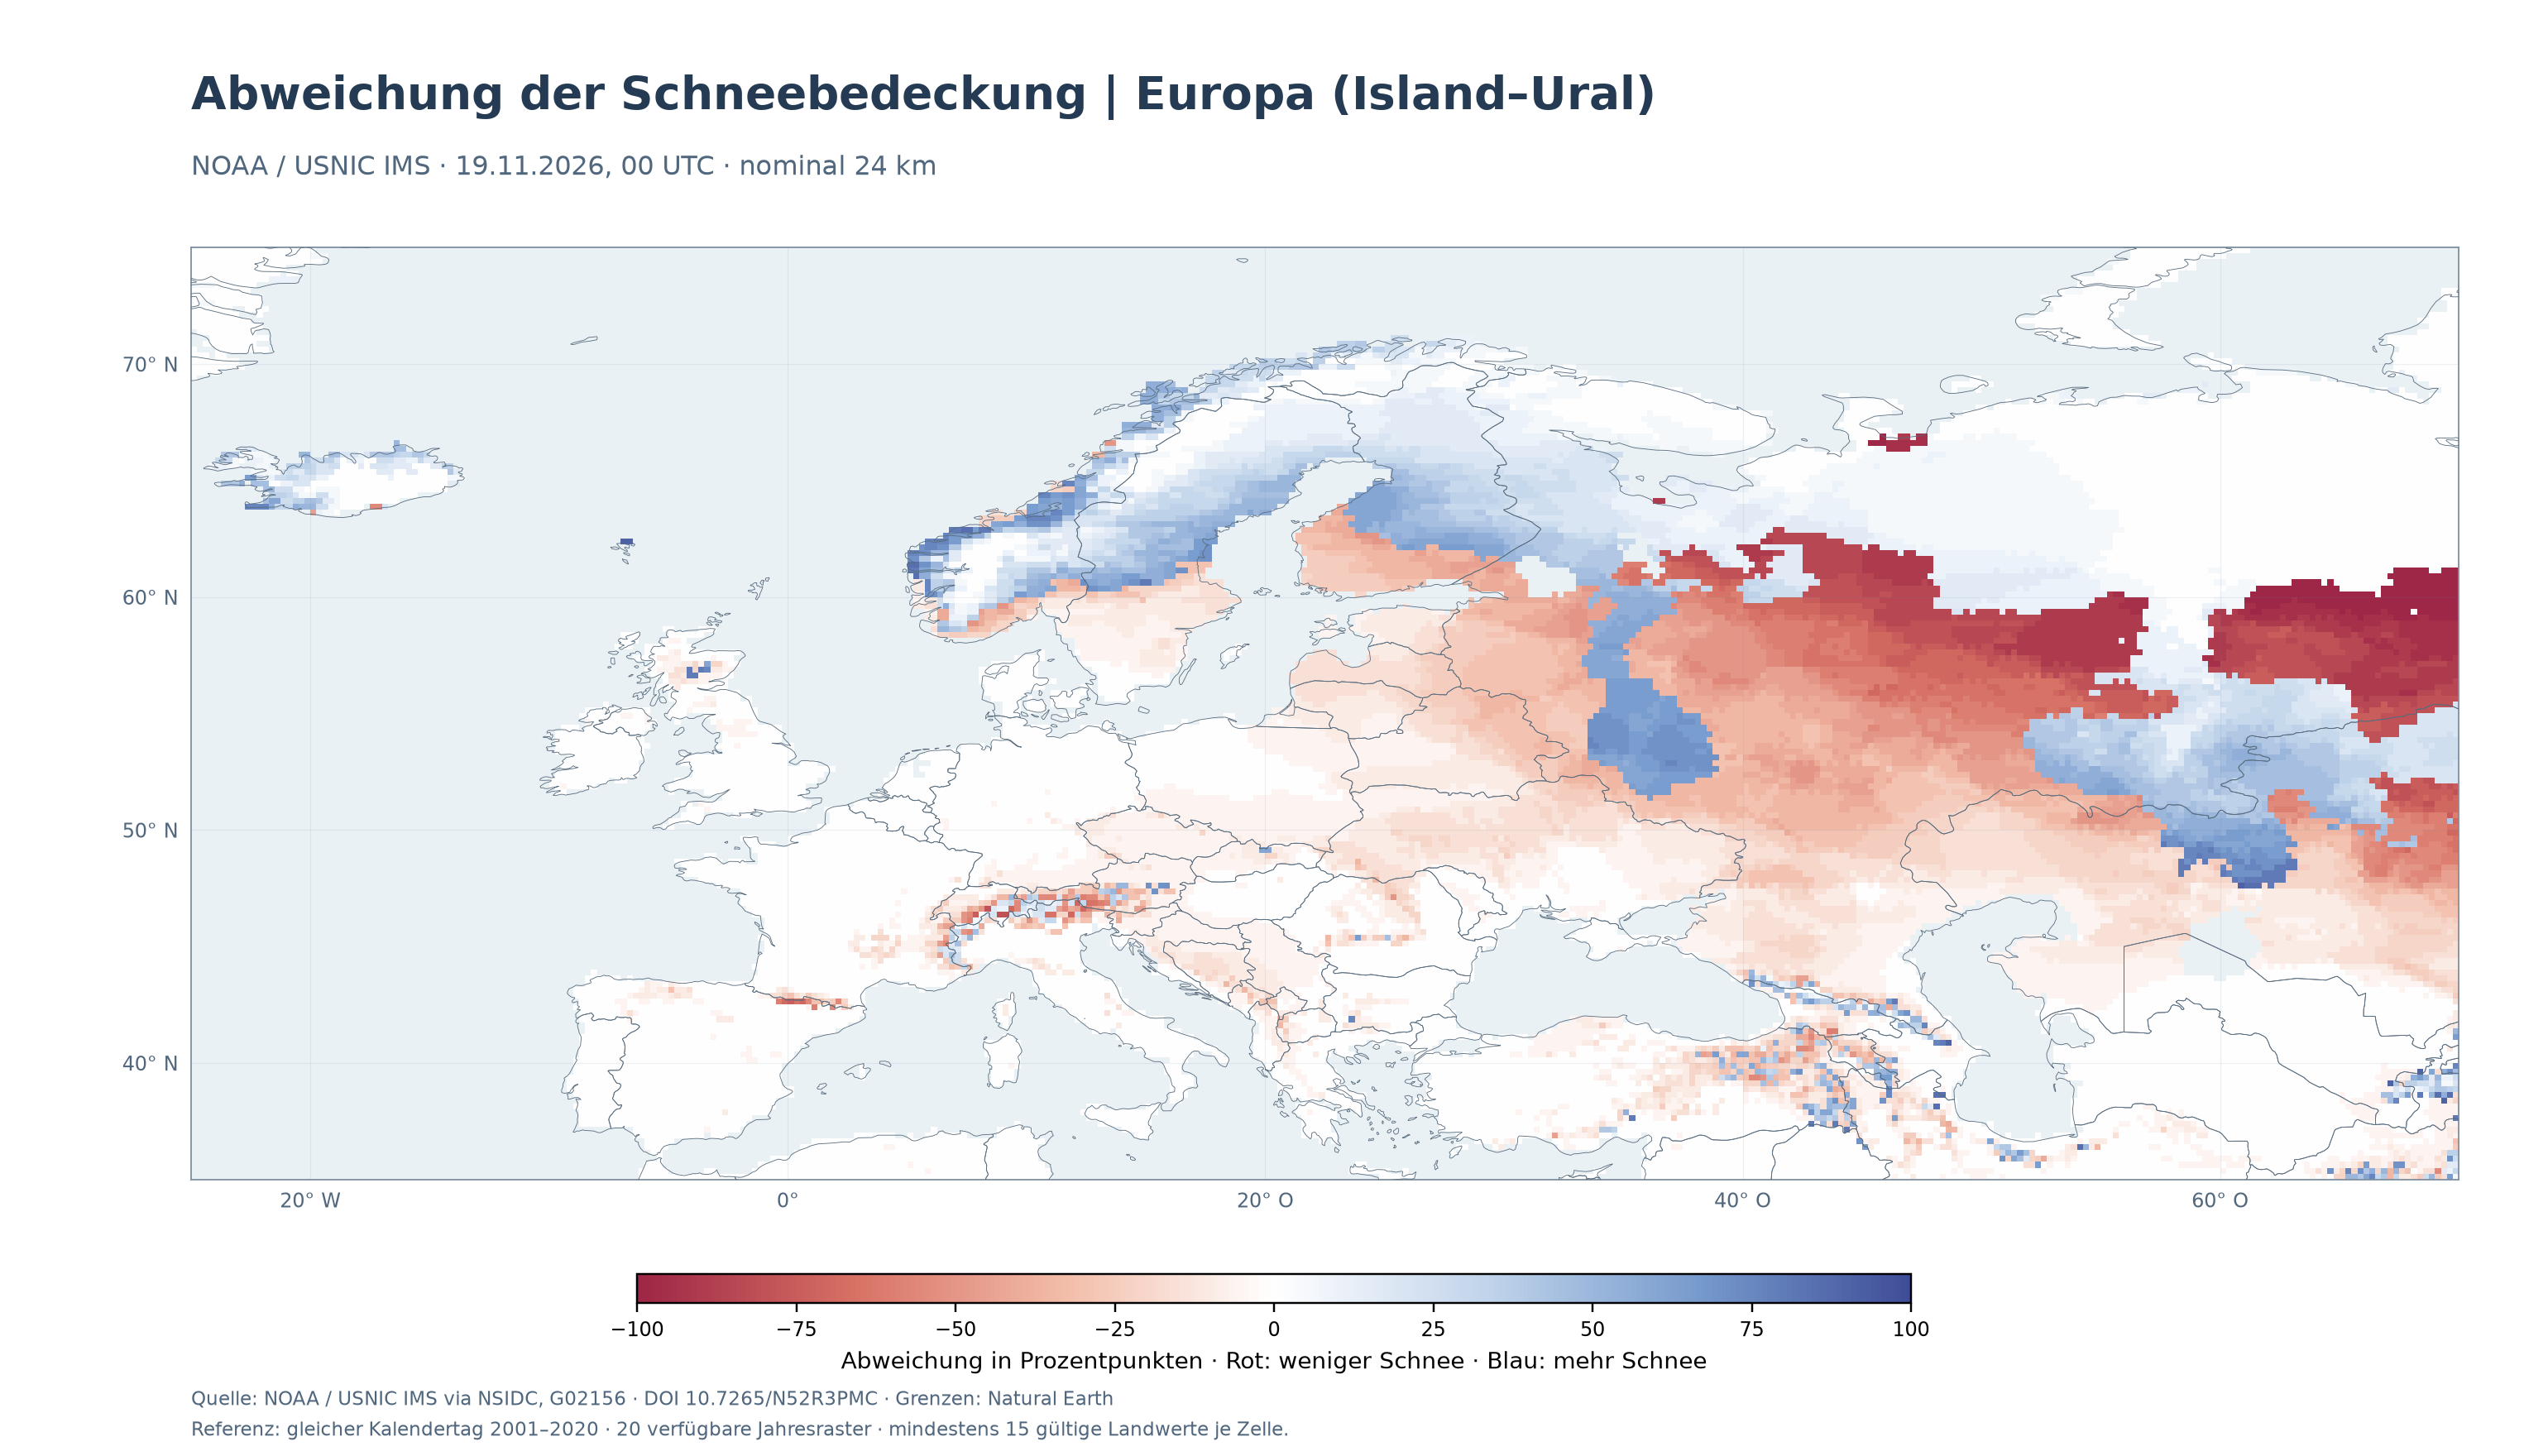 Abweichung der Schneebedeckung | Europa (Island–Ural)
NOAA / USNIC IMS · 19.11.2026, 00 UTC · nominal 24 km
70° N
60° N
50° N
40° N
20° W 0° 20° O 40° O 60° O
−100 −75 −50 −25 0 25 50 75 100
Abweichung in Prozentpunkten · Rot: weniger Schnee · Blau: mehr Schnee
Quelle: NOAA / USNIC IMS via NSIDC, G02156 · DOI 10.7265/N52R3PMC · Grenzen: Natural Earth
Referenz: gleicher Kalendertag 2001–2020 · 20 verfügbare Jahresraster · mindestens 15 gültige Landwerte je Zelle.